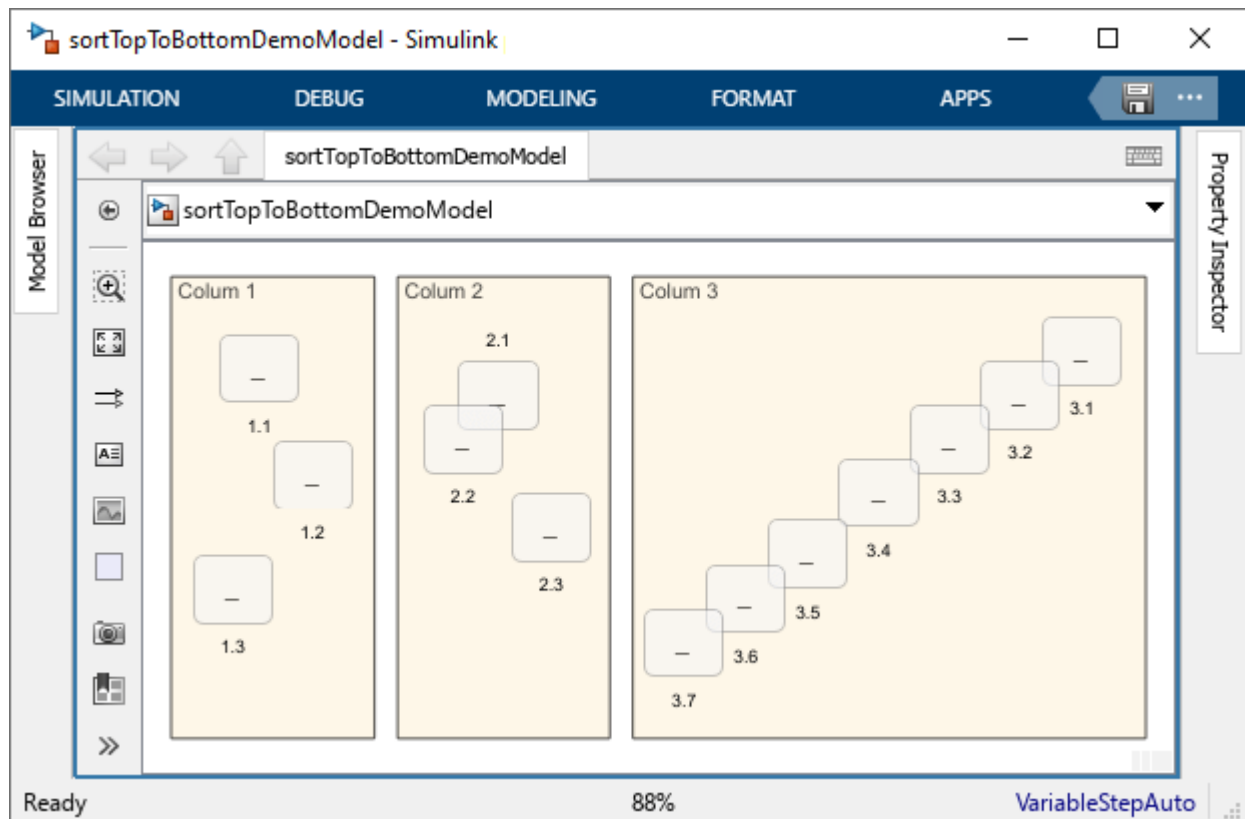 sortTopToBottomDemoModel - Simulink
SIMULATION DEBUG MODELING FORMAT APPS
Model Browser
sortTopToBottomDemoModel
Property Inspector
sortTopToBottomDemoModel
Colum 1
1.1
1.2
1.3
Colum 2
2.1
2.2
2.3
Colum 3
3.1
3.2
3.3
3.4
3.5
3.6
3.7
Ready 88% VariableStepAuto